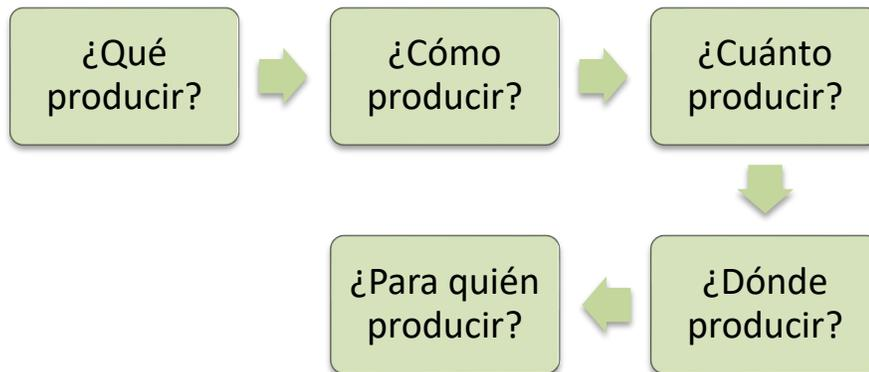 ¿Qué
producir?
¿Cómo
producir?
¿Cuánto
producir?
¿Dónde
producir?
¿Para quién
producir?